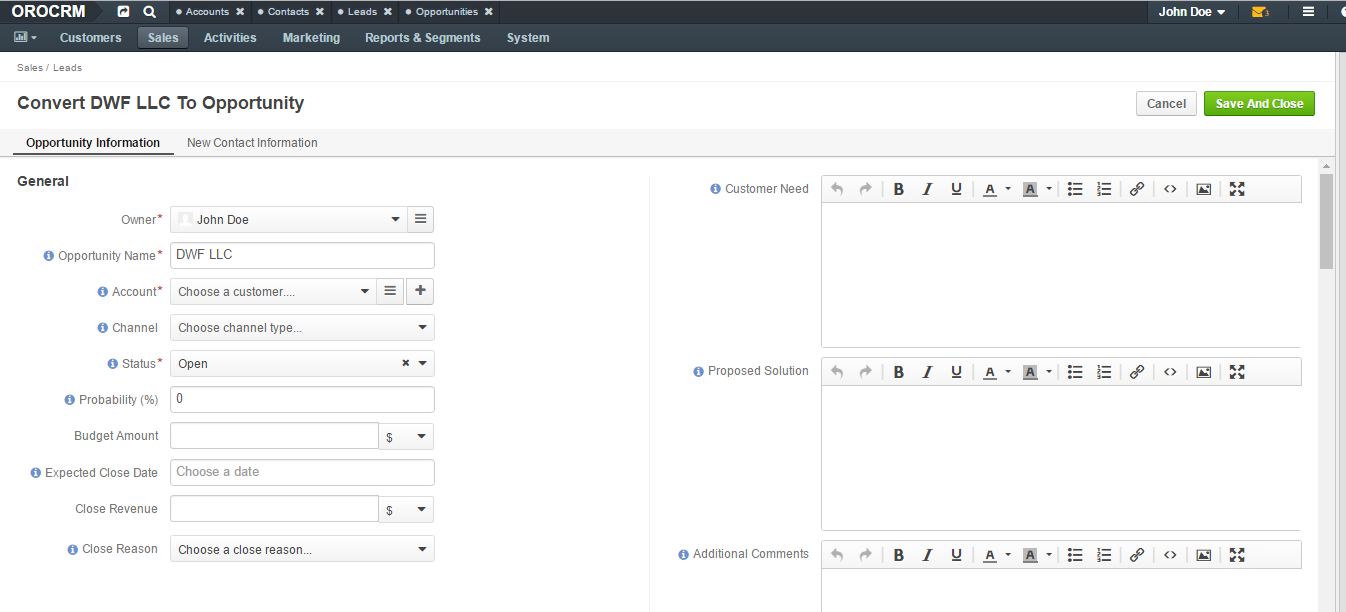 OROCRM Accounts Contacts Leads Opportunities John Doe 3
Customers Sales Activities Marketing Reports & Segments System
Sales / Leads
Convert DWF LLC To Opportunity
Cancel Save And Close
Opportunity Information New Contact Information
General
Owner* John Doe
Opportunity Name* DWF LLC
Account* Choose a customer....
Channel Choose channel type...
Status* Open
Probability (%) 0
Budget Amount $
Expected Close Date Choose a date
Close Revenue $
Close Reason Choose a close reason...
Customer Need B I U A A
Proposed Solution B I U A A
Additional Comments B I U A A